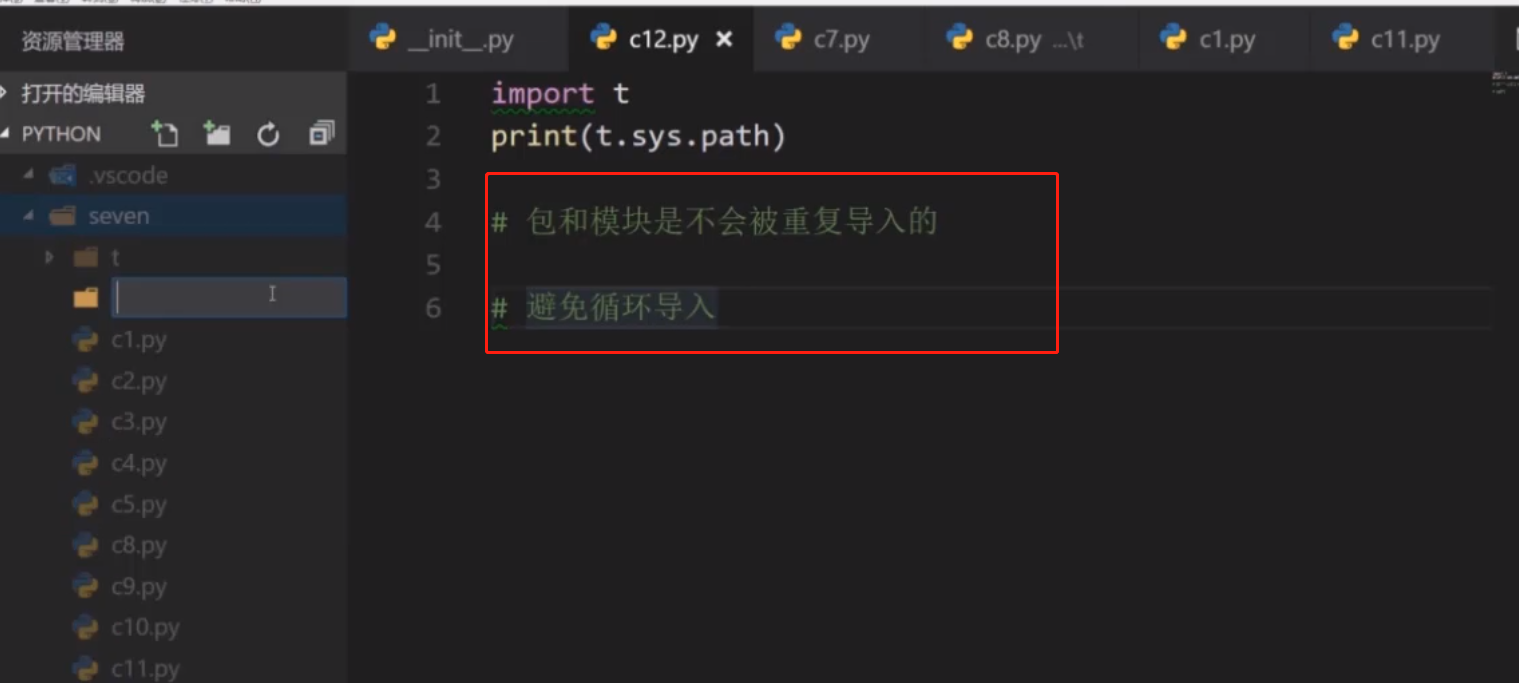 资源管理器
__init__.py
c12.py
c7.py
c8.py ...\t
c1.py
c11.py
打开的编辑器
PYTHON
.vscode
seven
t
c1.py
c2.py
c3.py
c4.py
c5.py
c8.py
c9.py
c10.py
c11.py
1 import t
2 print(t.sys.path)
3
4 # 包和模块是不会被重复导入的
5
6 # 避免循环导入